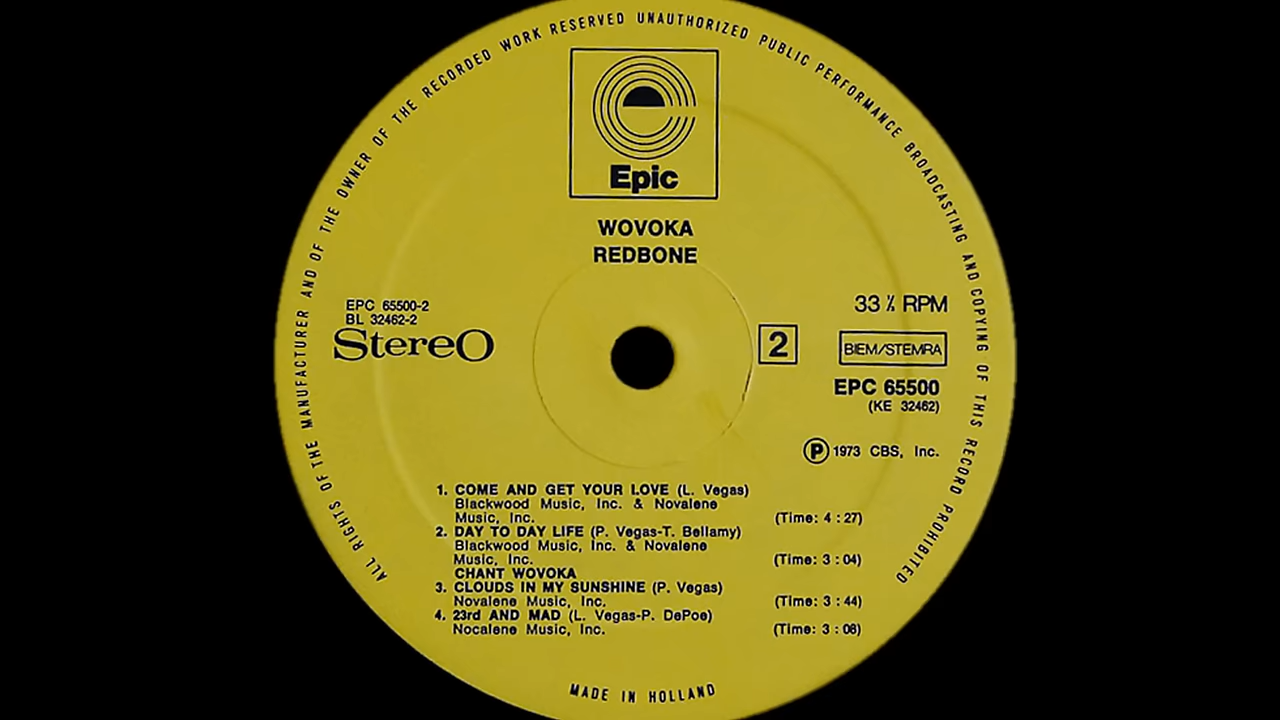 ALL RIGHTS OF THE MANUFACTURER AND OF THE OWNER OF THE RECORDED WORK RESERVED UNAUTHORIZED PUBLIC PERFORMANCE BROADCASTING AND COPYING OF THIS RECORD PROHIBITED
e
Epic
WOVOKA
REDBONE
EPC 65500-2
BL 32462-2
Stereo
33 ⅓ RPM
2
BIEM/STEMRA
EPC 65500
(KE 32462)
Ⓟ 1973 CBS, Inc.
1. COME AND GET YOUR LOVE (L. Vegas)
Blackwood Music, Inc. & Novalene
Music, Inc. (Time: 4 : 27)
2. DAY TO DAY LIFE (P. Vegas-T. Bellamy)
Blackwood Music, Inc. & Novalene
Music, Inc. (Time: 3 : 04)
CHANT WOVOKA
3. CLOUDS IN MY SUNSHINE (P. Vegas)
Novalene Music, Inc. (Time: 3 : 44)
4. 23rd AND MAD (L. Vegas-P. DePoe)
Nocalene Music, Inc. (Time: 3 : 08)
MADE IN HOLLAND